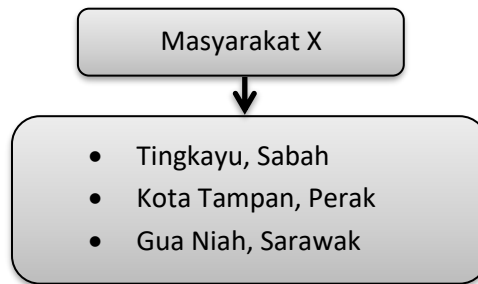 Masyarakat X
• Tingkayu, Sabah
• Kota Tampan, Perak
• Gua Niah, Sarawak